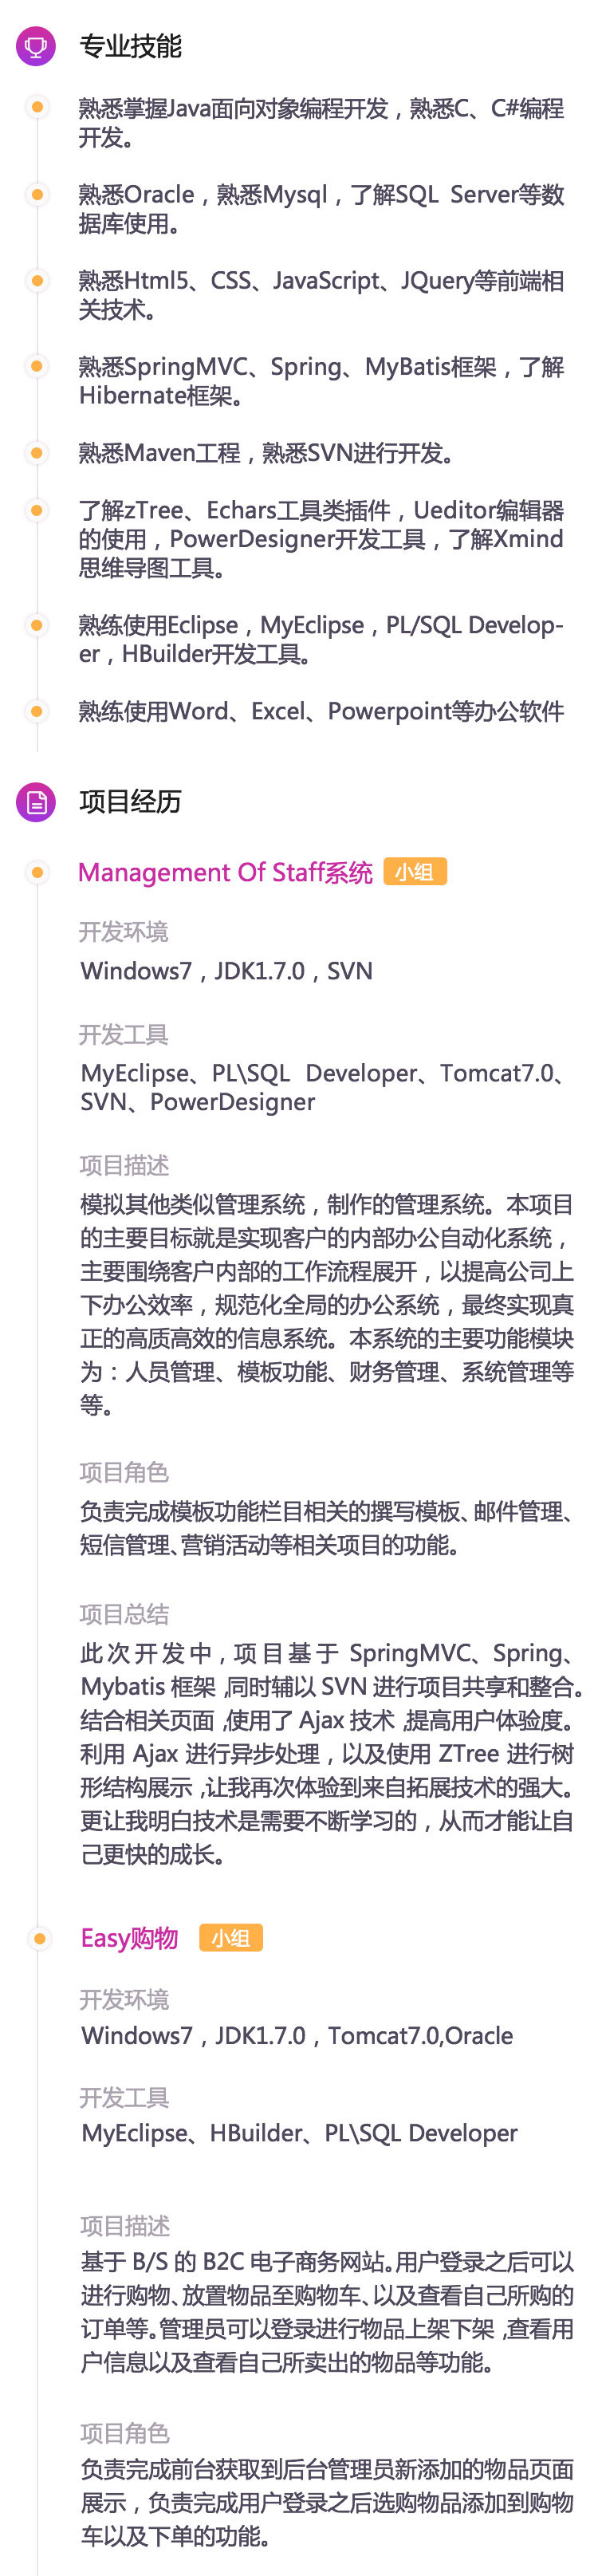 专业技能
熟悉掌握Java面向对象编程开发，熟悉C、C#编程
开发。
熟悉Oracle，熟悉Mysql，了解SQL Server等数
据库使用。
熟悉Html5、CSS、JavaScript、JQuery等前端相
关技术。
熟悉SpringMVC、Spring、MyBatis框架，了解
Hibernate框架。
熟悉Maven工程，熟悉SVN进行开发。
了解zTree、Echars工具类插件，Ueditor编辑器
的使用，PowerDesigner开发工具，了解Xmind
思维导图工具。
熟练使用Eclipse，MyEclipse，PL/SQL Develop-
er，HBuilder开发工具。
熟练使用Word、Excel、Powerpoint等办公软件
项目经历
Management Of Staff系统 小组
开发环境
Windows7，JDK1.7.0，SVN
开发工具
MyEclipse、PL\SQL Developer、Tomcat7.0、
SVN、PowerDesigner
项目描述
模拟其他类似管理系统，制作的管理系统。本项目
的主要目标就是实现客户的内部办公自动化系统，
主要围绕客户内部的工作流程展开，以提高公司上
下办公效率，规范化全局的办公系统，最终实现真
正的高质高效的信息系统。本系统的主要功能模块
为：人员管理、模板功能、财务管理、系统管理等
等。
项目角色
负责完成模板功能栏目相关的撰写模板、邮件管理、
短信管理、营销活动等相关项目的功能。
项目总结
此次开发中，项目基于 SpringMVC、Spring、
Mybatis 框架，同时辅以 SVN 进行项目共享和整合。
结合相关页面，使用了 Ajax 技术，提高用户体验度。
利用 Ajax 进行异步处理，以及使用 ZTree 进行树
形结构展示，让我再次体验到来自拓展技术的强大。
更让我明白技术是需要不断学习的，从而才能让自
己更快的成长。
Easy购物 小组
开发环境
Windows7，JDK1.7.0，Tomcat7.0,Oracle
开发工具
MyEclipse、HBuilder、PL\SQL Developer
项目描述
基于 B/S 的 B2C 电子商务网站。用户登录之后可以
进行购物、放置物品至购物车、以及查看自己所购的
订单等。管理员可以登录进行物品上架下架，查看用
户信息以及查看自己所卖出的物品等功能。
项目角色
负责完成前台获取到后台管理员新添加的物品页面
展示，负责完成用户登录之后选购物品添加到购物
车以及下单的功能。